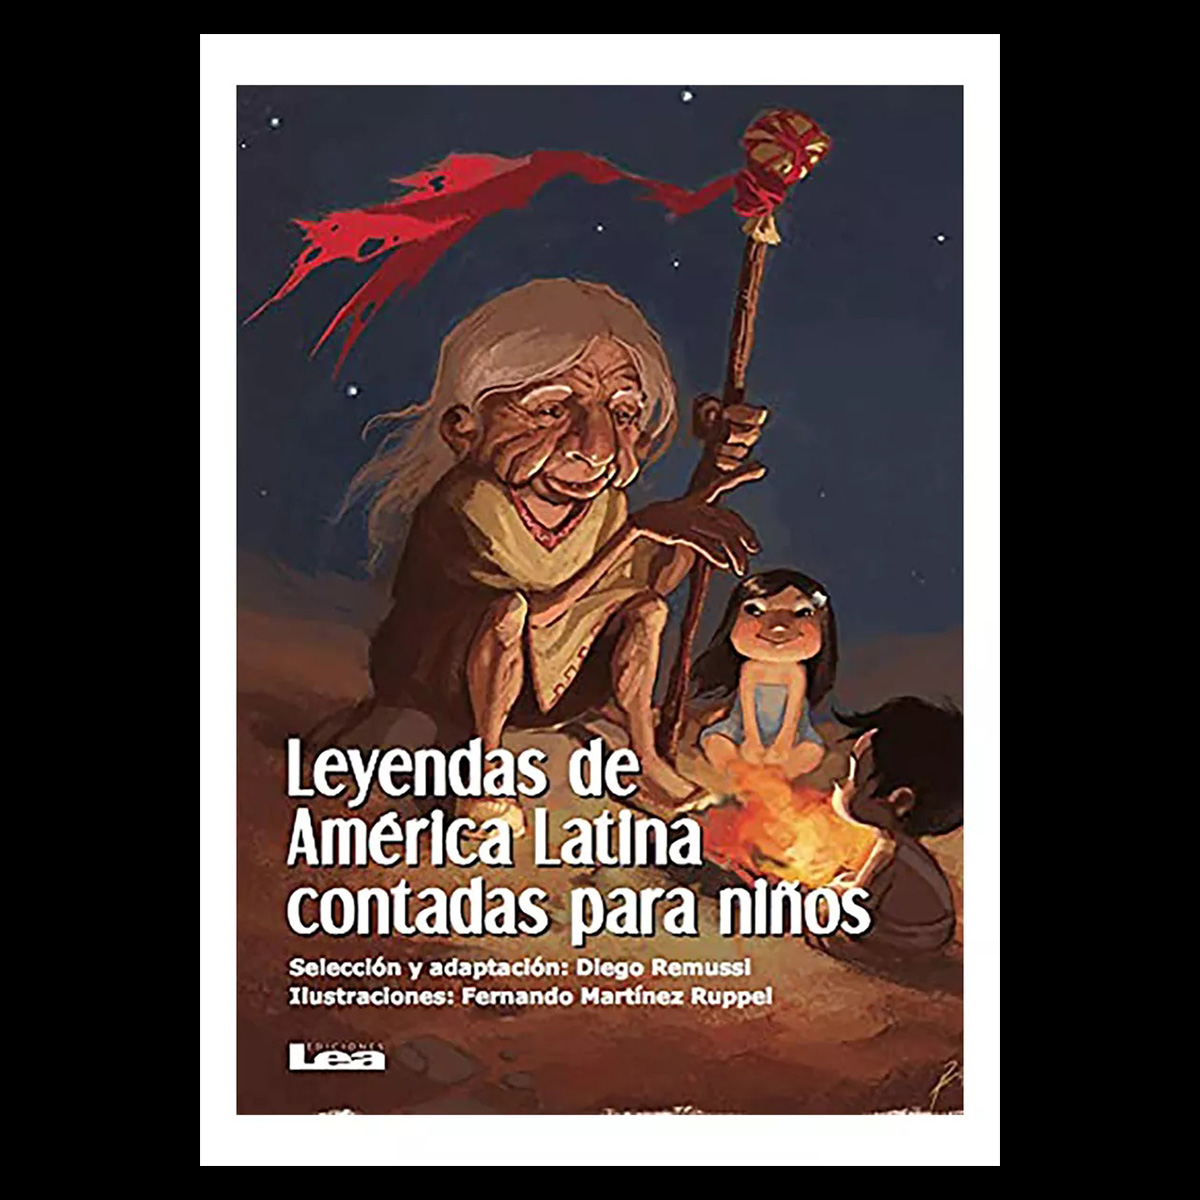 Leyendas de
América Latina
contadas para niños
Selección y adaptación: Diego Remussi
Ilustraciones: Fernando Martínez Ruppel
EDICIONES
Lea